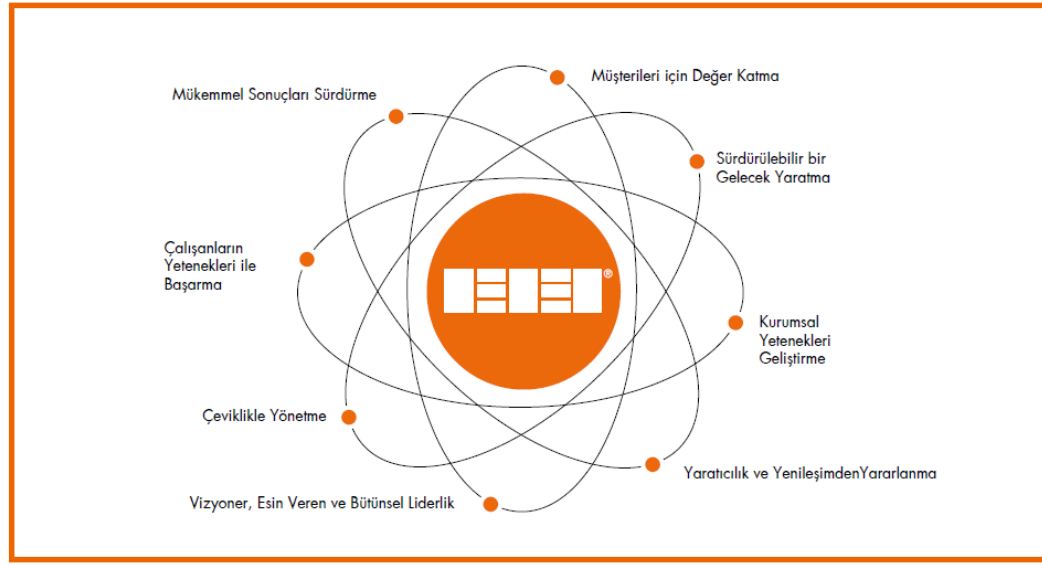 Müşterileri için Değer Katma
Mükemmel Sonuçları Sürdürme
Sürdürülebilir bir
Gelecek Yaratma
Çalışanların
Yetenekleri ile
Başarma
®
Kurumsal
Yetenekleri
Geliştirme
Çeviklikle Yönetme
Yaratıcılık ve YenileşimdenYararlanma
Vizyoner, Esin Veren ve Bütünsel Liderlik